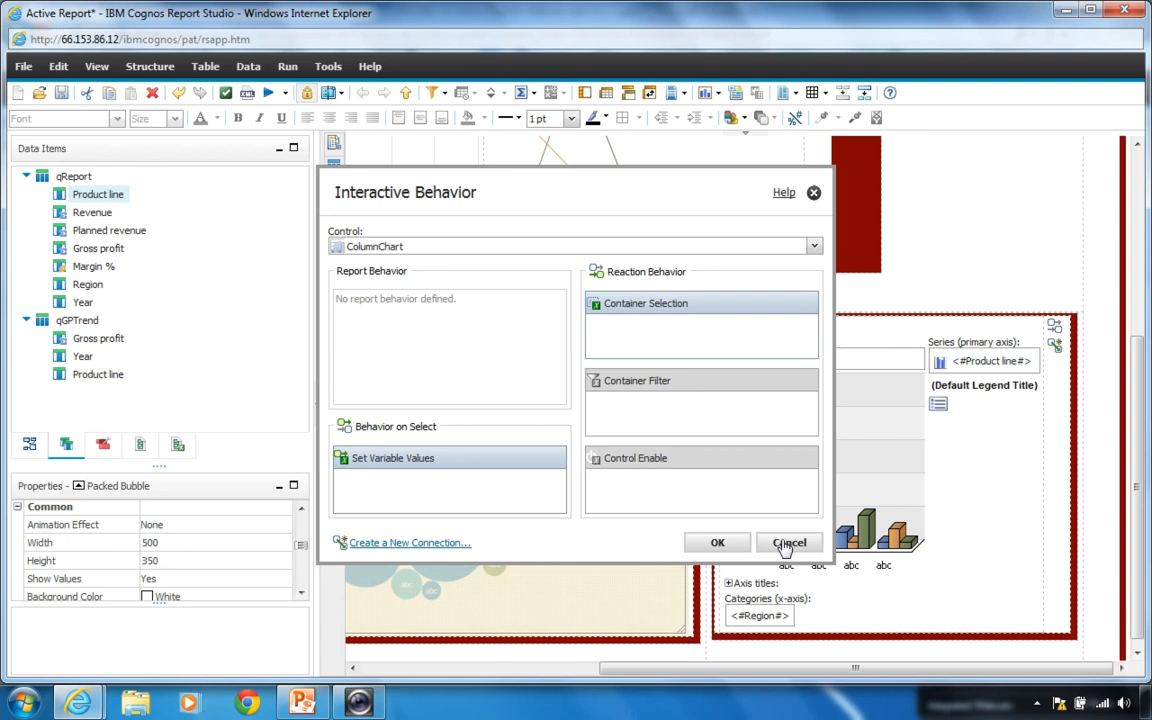 Active Report* - IBM Cognos Report Studio - Windows Internet Explorer
http://66.153.86.12/ibmcognos/pat/rsapp.htm
File Edit View Structure Table Data Run Tools Help
Font Size 1 pt
Data Items
qReport
Product line
Revenue
Planned revenue
Gross profit
Margin %
Region
Year
qGPTrend
Gross profit
Year
Product line
Properties - Packed Bubble
Common
Animation Effect None
Width 500
Height 350
Show Values Yes
Background Color White
Interactive Behavior Help
Control:
ColumnChart
Report Behavior
No report behavior defined.
Behavior on Select
Set Variable Values
Reaction Behavior
Container Selection
Container Filter
Control Enable
Create a New Connection...
OK Cancel
Series (primary axis):
<#Product line#>
(Default Legend Title)
abc abc abc abc
Axis titles:
Categories (x-axis):
<#Region#>
abc abc